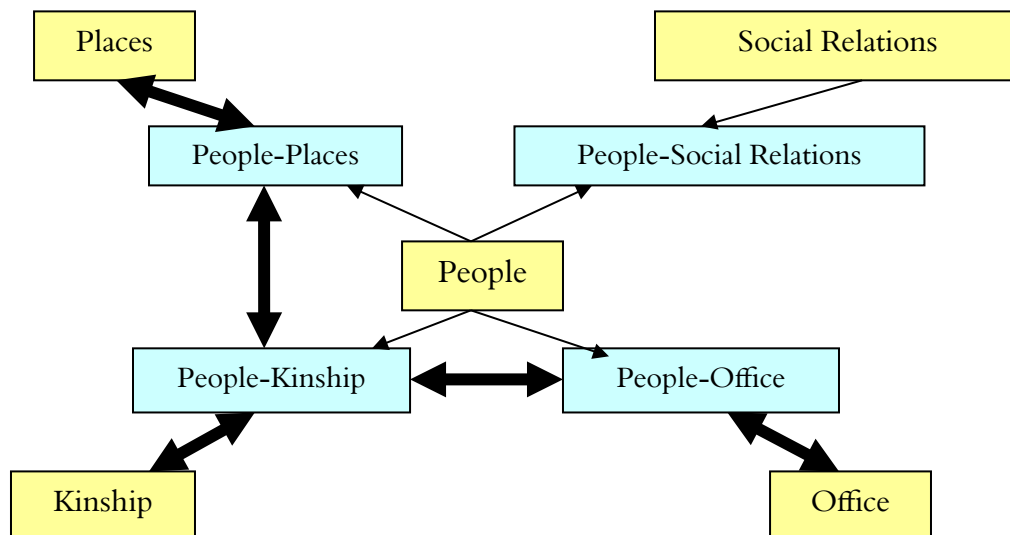 Places
Social Relations
People-Places
People-Social Relations
People
People-Kinship
People-Office
Kinship
Office